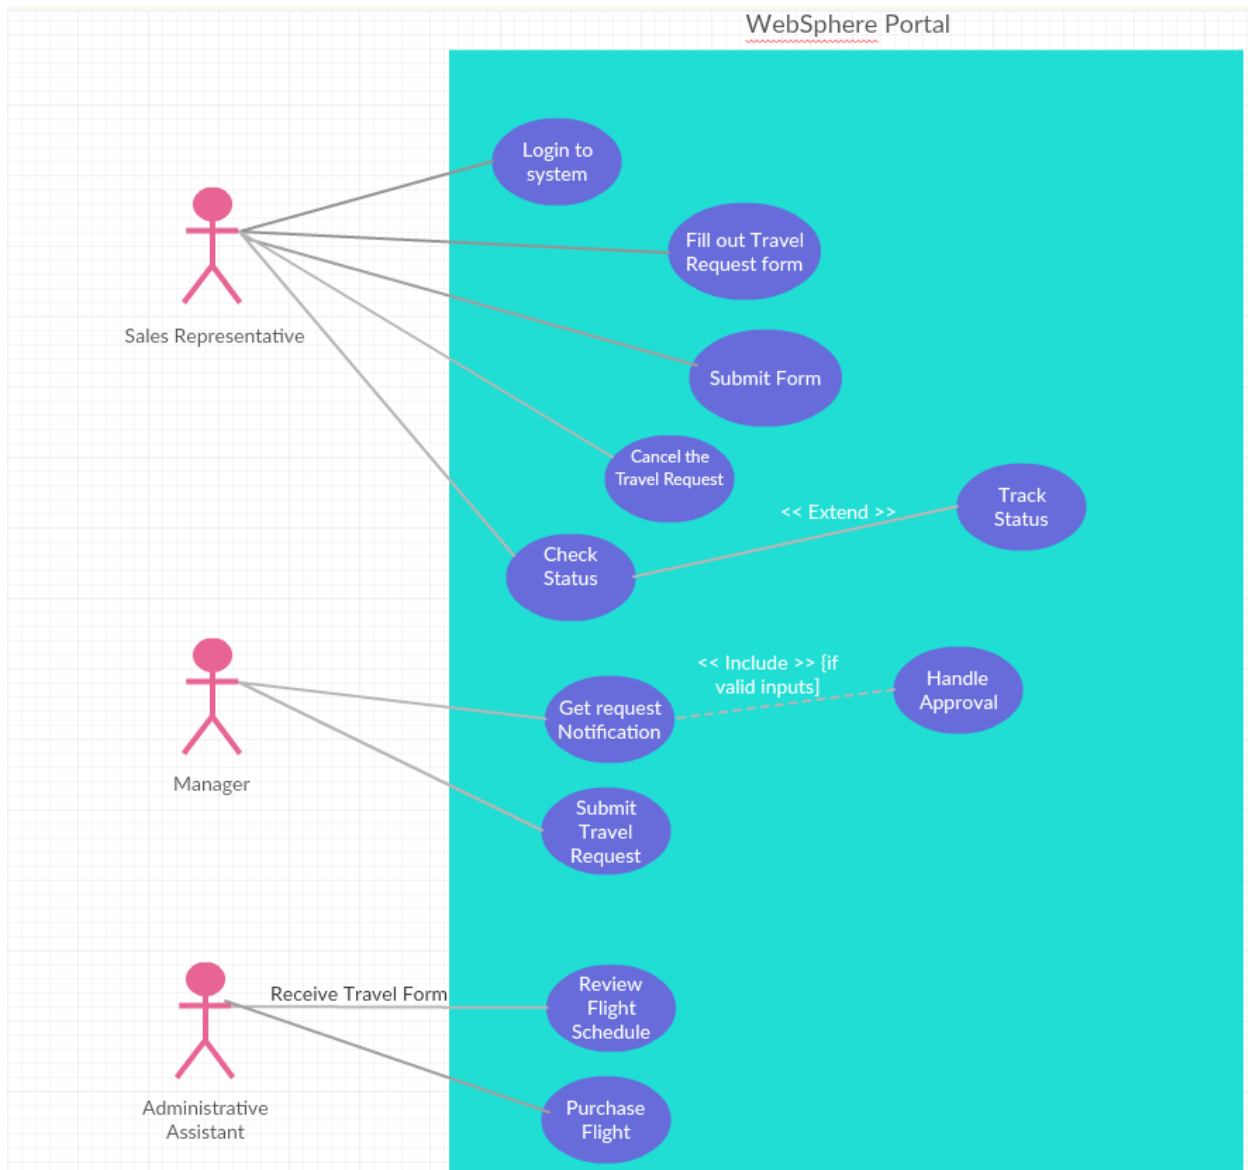 WebSphere Portal
Login to
system
Fill out Travel
Request form
Sales Representative
Submit Form
Cancel the
Travel Request
<< Extend >>
Track
Status
Check
Status
<< Include >> {if
valid inputs]
Handle
Approval
Get request
Notification
Manager
Submit
Travel
Request
Receive Travel Form
Review
Flight
Schedule
Administrative
Assistant
Purchase
Flight